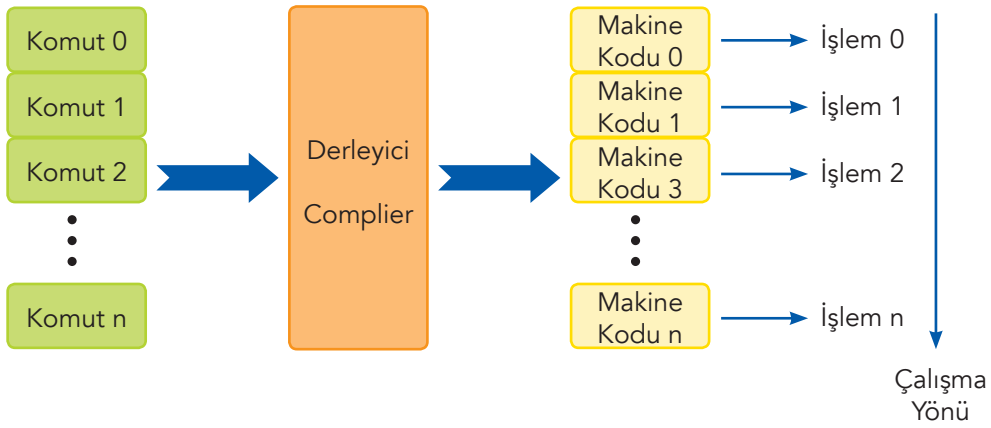 Komut 0
Komut 1
Komut 2
Komut n
Derleyici
Complier
Makine
Kodu 0
Makine
Kodu 1
Makine
Kodu 3
Makine
Kodu n
İşlem 0
İşlem 1
İşlem 2
İşlem n
Çalışma
Yönü